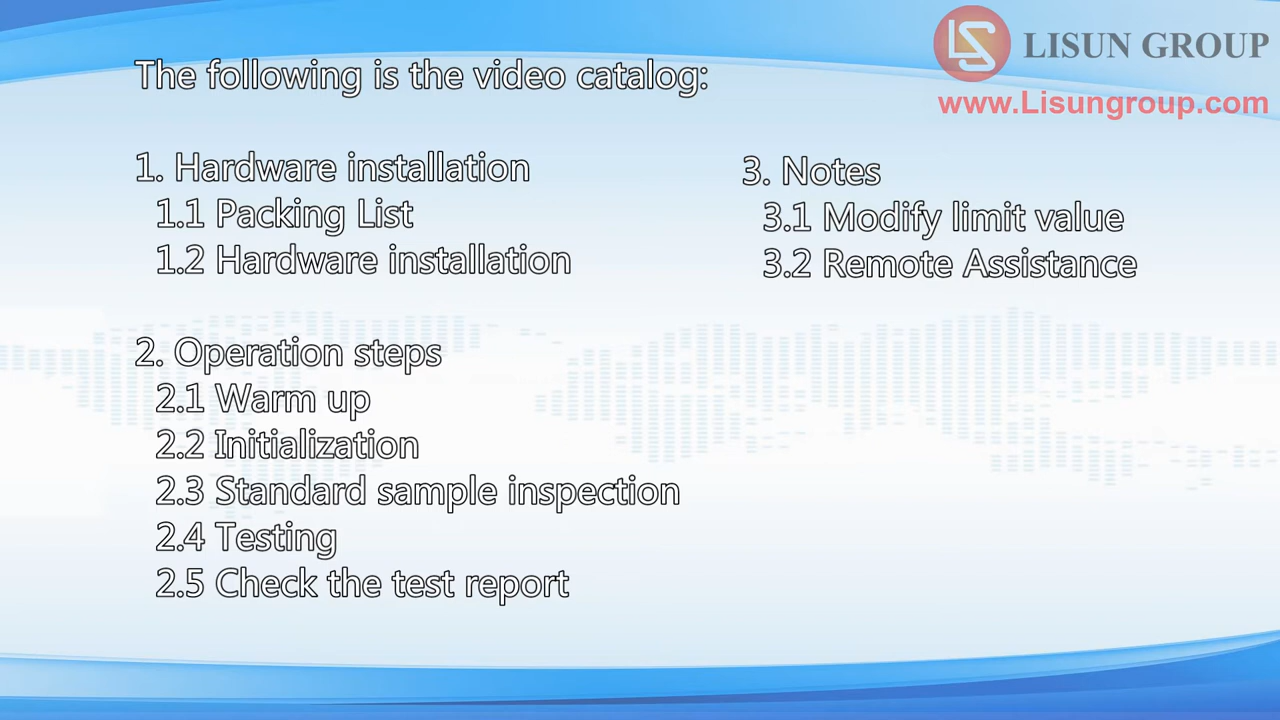 LS LISUN GROUP
www.Lisungroup.com
The following is the video catalog:
1. Hardware installation
1.1 Packing List
1.2 Hardware installation
2. Operation steps
2.1 Warm up
2.2 Initialization
2.3 Standard sample inspection
2.4 Testing
2.5 Check the test report
3. Notes
3.1 Modify limit value
3.2 Remote Assistance